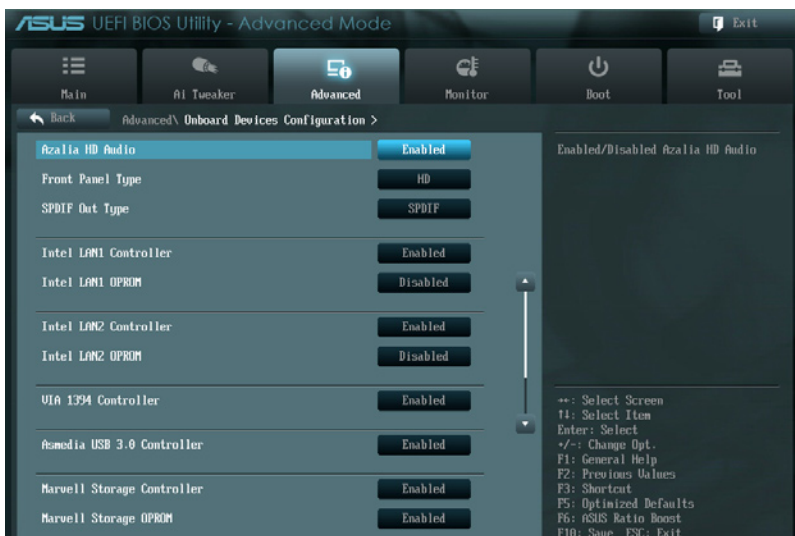 ASUS UEFI BIOS Utility - Advanced Mode
Exit
Main
Ai Tweaker
Advanced
Monitor
Boot
Tool
Back
Advanced\ Onboard Devices Configuration >
Azalia HD Audio
Enabled
Front Panel Type
HD
SPDIF Out Type
SPDIF
Intel LAN1 Controller
Enabled
Intel LAN1 OPROM
Disabled
Intel LAN2 Controller
Enabled
Intel LAN2 OPROM
Disabled
VIA 1394 Controller
Enabled
Asmedia USB 3.0 Controller
Enabled
Marvell Storage Controller
Enabled
Marvell Storage OPROM
Enabled
Enabled/Disabled Azalia HD Audio
→←: Select Screen
↑↓: Select Item
Enter: Select
+/-: Change Opt.
F1: General Help
F2: Previous Values
F3: Shortcut
F5: Optimized Defaults
F6: ASUS Ratio Boost
F10: Save ESC: Exit